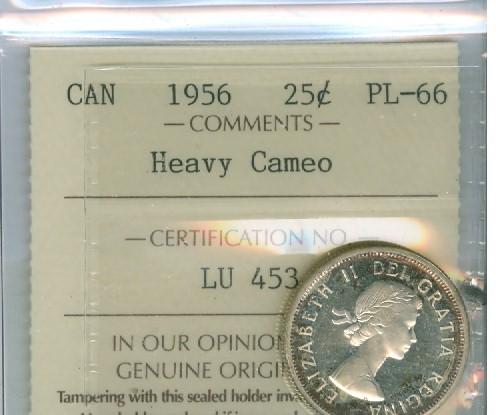 CAN 1956 25¢ PL-66
— COMMENTS —
Heavy Cameo
— CERTIFICATION NO. —
LU 453
ELIZABETH II DEI GRATIA REGINA
IN OUR OPINION
GENUINE ORIGI
Tampering with this sealed holder